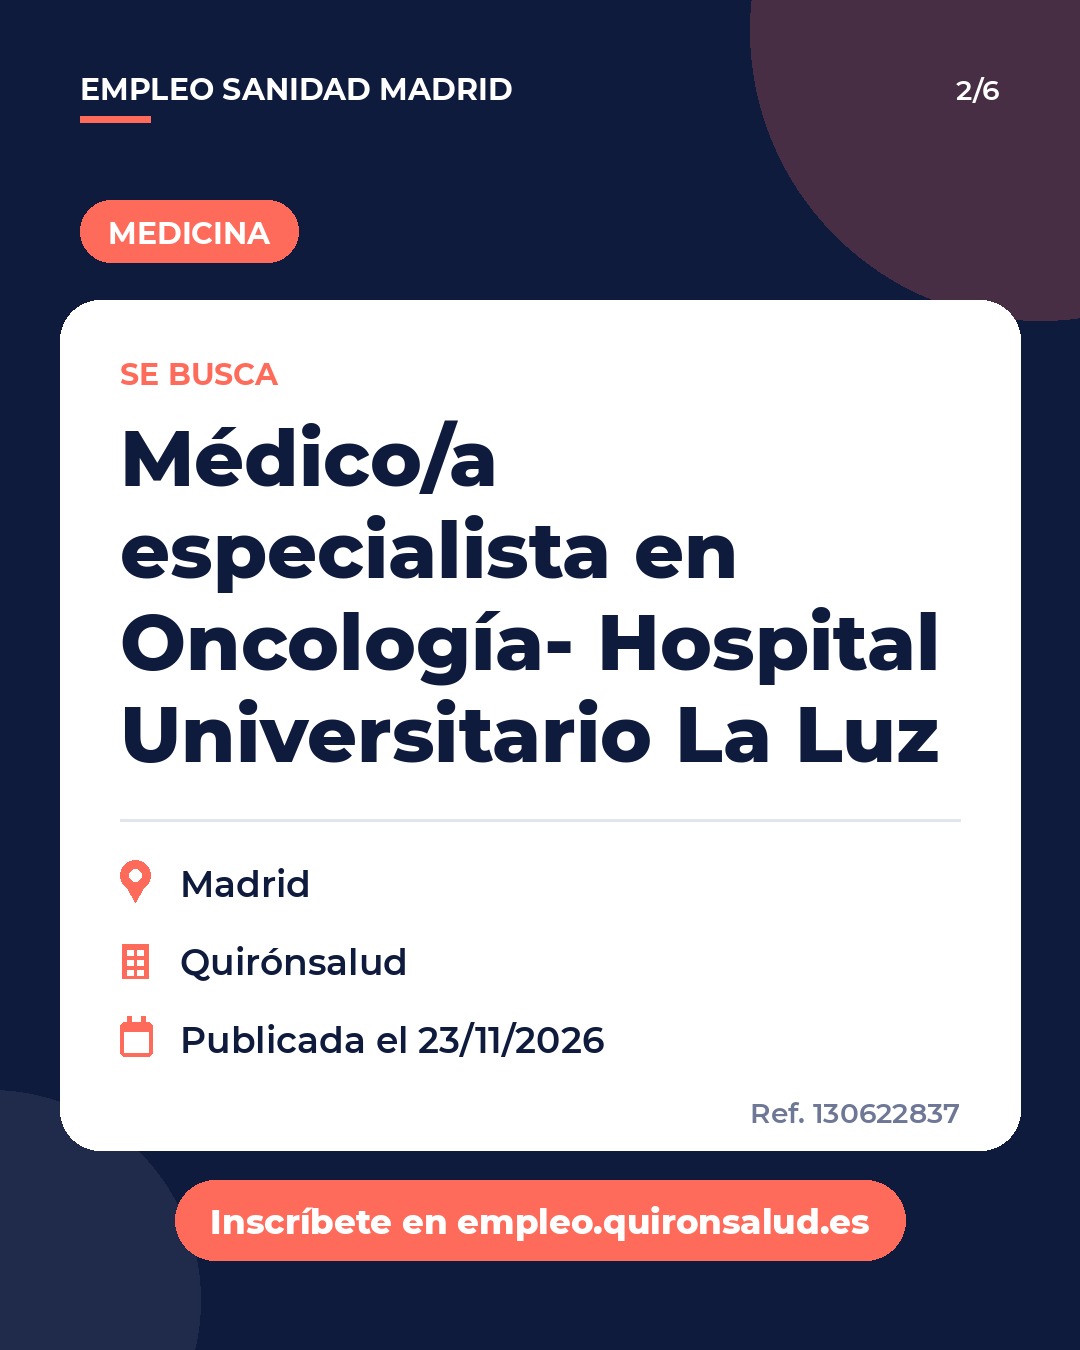 EMPLEO SANIDAD MADRID
2/6
MEDICINA
SE BUSCA
Médico/a
especialista en
Oncología- Hospital
Universitario La Luz
Madrid
Quirónsalud
Publicada el 23/11/2026
Ref. 130622837
Inscríbete en empleo.quironsalud.es